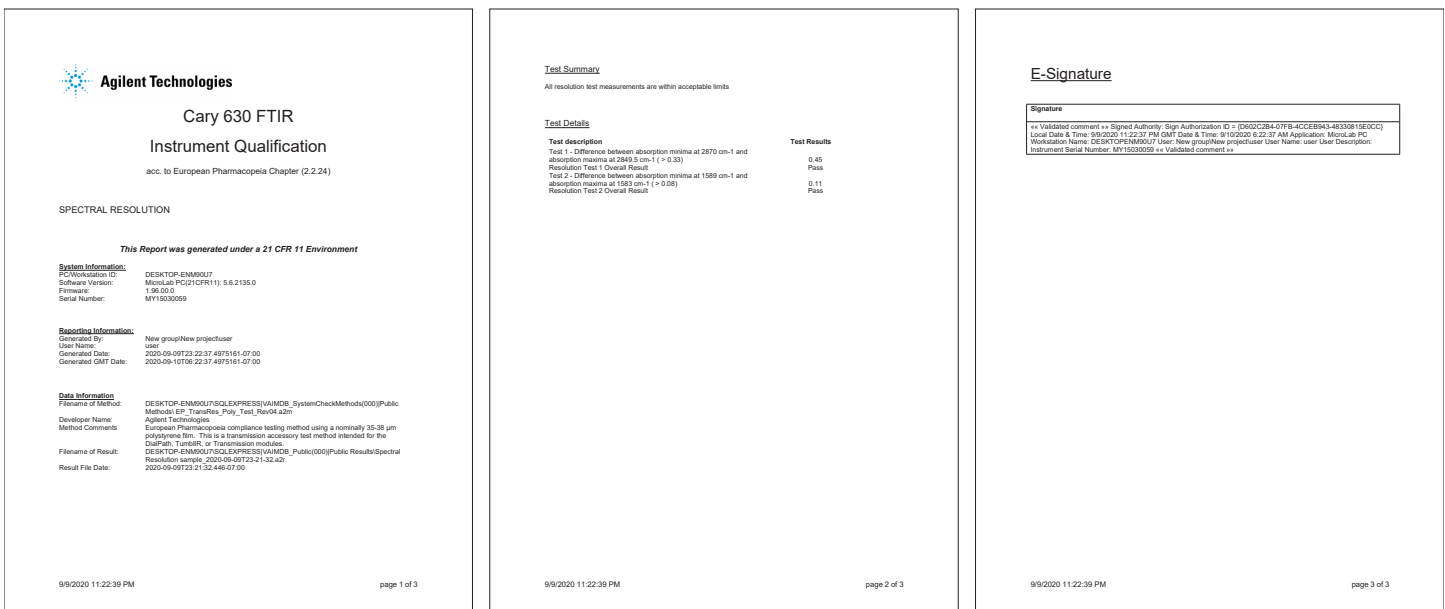 Agilent Technologies
Cary 630 FTIR
Instrument Qualification
acc. to European Pharmacopeia Chapter (2.2.24)
SPECTRAL RESOLUTION
This Report was generated under a 21 CFR 11 Environment
System Information:
PC/Workstation ID: DESKTOP-ENM90U7
Software Version: MicroLab PC(21CFR11): 5.6.2135.0
Firmware: 1.96.00.0
Serial Number: MY15030059
Reporting Information:
Generated By: New group\New project\user
User Name: user
Generated Date: 2020-09-09T23:22:37.4975161-07:00
Generated GMT Date: 2020-09-10T06:22:37.4975161-07:00
Data Information
Filename of Method: DESKTOP-ENM90U7\SQLEXPRESS|VAIMDB_SystemCheckMethods(000)|Public
Methods\ EP_TransRes_Poly_Test_Rev04.a2m
Developer Name: Agilent Technologies
Method Comments European Pharmacopoeia compliance testing method using a nominally 35-38 µm
polystyrene film. This is a transmission accessory test method intended for the
DialPath, TumblIR, or Transmission modules.
Filename of Result: DESKTOP-ENM90U7\SQLEXPRESS|VAIMDB_Public(000)|Public Results\Spectral
Resolution sample_2020-09-09T23-21-32.a2r
Result File Date: 2020-09-09T23:21:32.446-07:00
9/9/2020 11:22:39 PM page 1 of 3
Test Summary
All resolution test measurements are within acceptable limits
Test Details
Test description Test Results
Test 1 - Difference between absorption minima at 2870 cm-1 and
absorption maxima at 2849.5 cm-1 ( > 0.33) 0.45
Resolution Test 1 Overall Result Pass
Test 2 - Difference between absorption minima at 1589 cm-1 and
absorption maxima at 1583 cm-1 ( > 0.08) 0.11
Resolution Test 2 Overall Result Pass
9/9/2020 11:22:39 PM page 2 of 3
E-Signature
Signature
«« Validated comment »» Signed Authority: Sign Authorization ID = {D602C2B4-07FB-4CCEB943-48330815E0CC}
Local Date & Time: 9/9/2020 11:22:37 PM GMT Date & Time: 9/10/2020 6:22:37 AM Application: MicroLab PC
Workstation Name: DESKTOPENM90U7 User: New group\New project\user User Name: user User Description:
Instrument Serial Number: MY15030059 «« Validated comment »»
9/9/2020 11:22:39 PM page 3 of 3